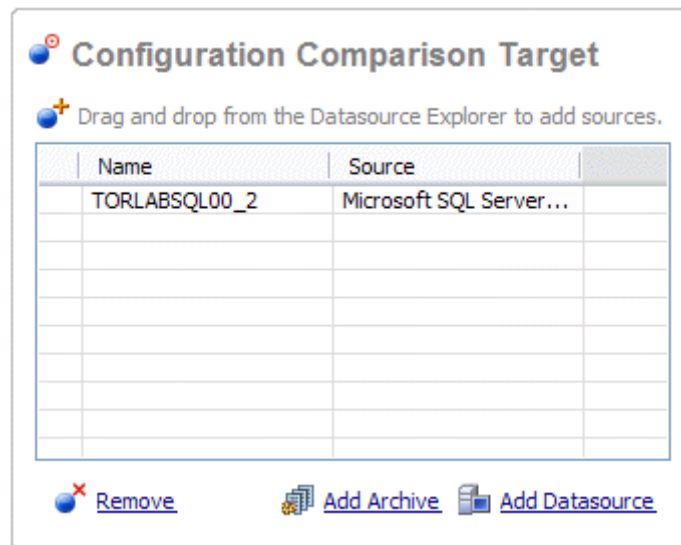 Configuration Comparison Target
Drag and drop from the Datasource Explorer to add sources.
Name Source
TORLABSQL00_2 Microsoft SQL Server...
Remove Add Archive Add Datasource